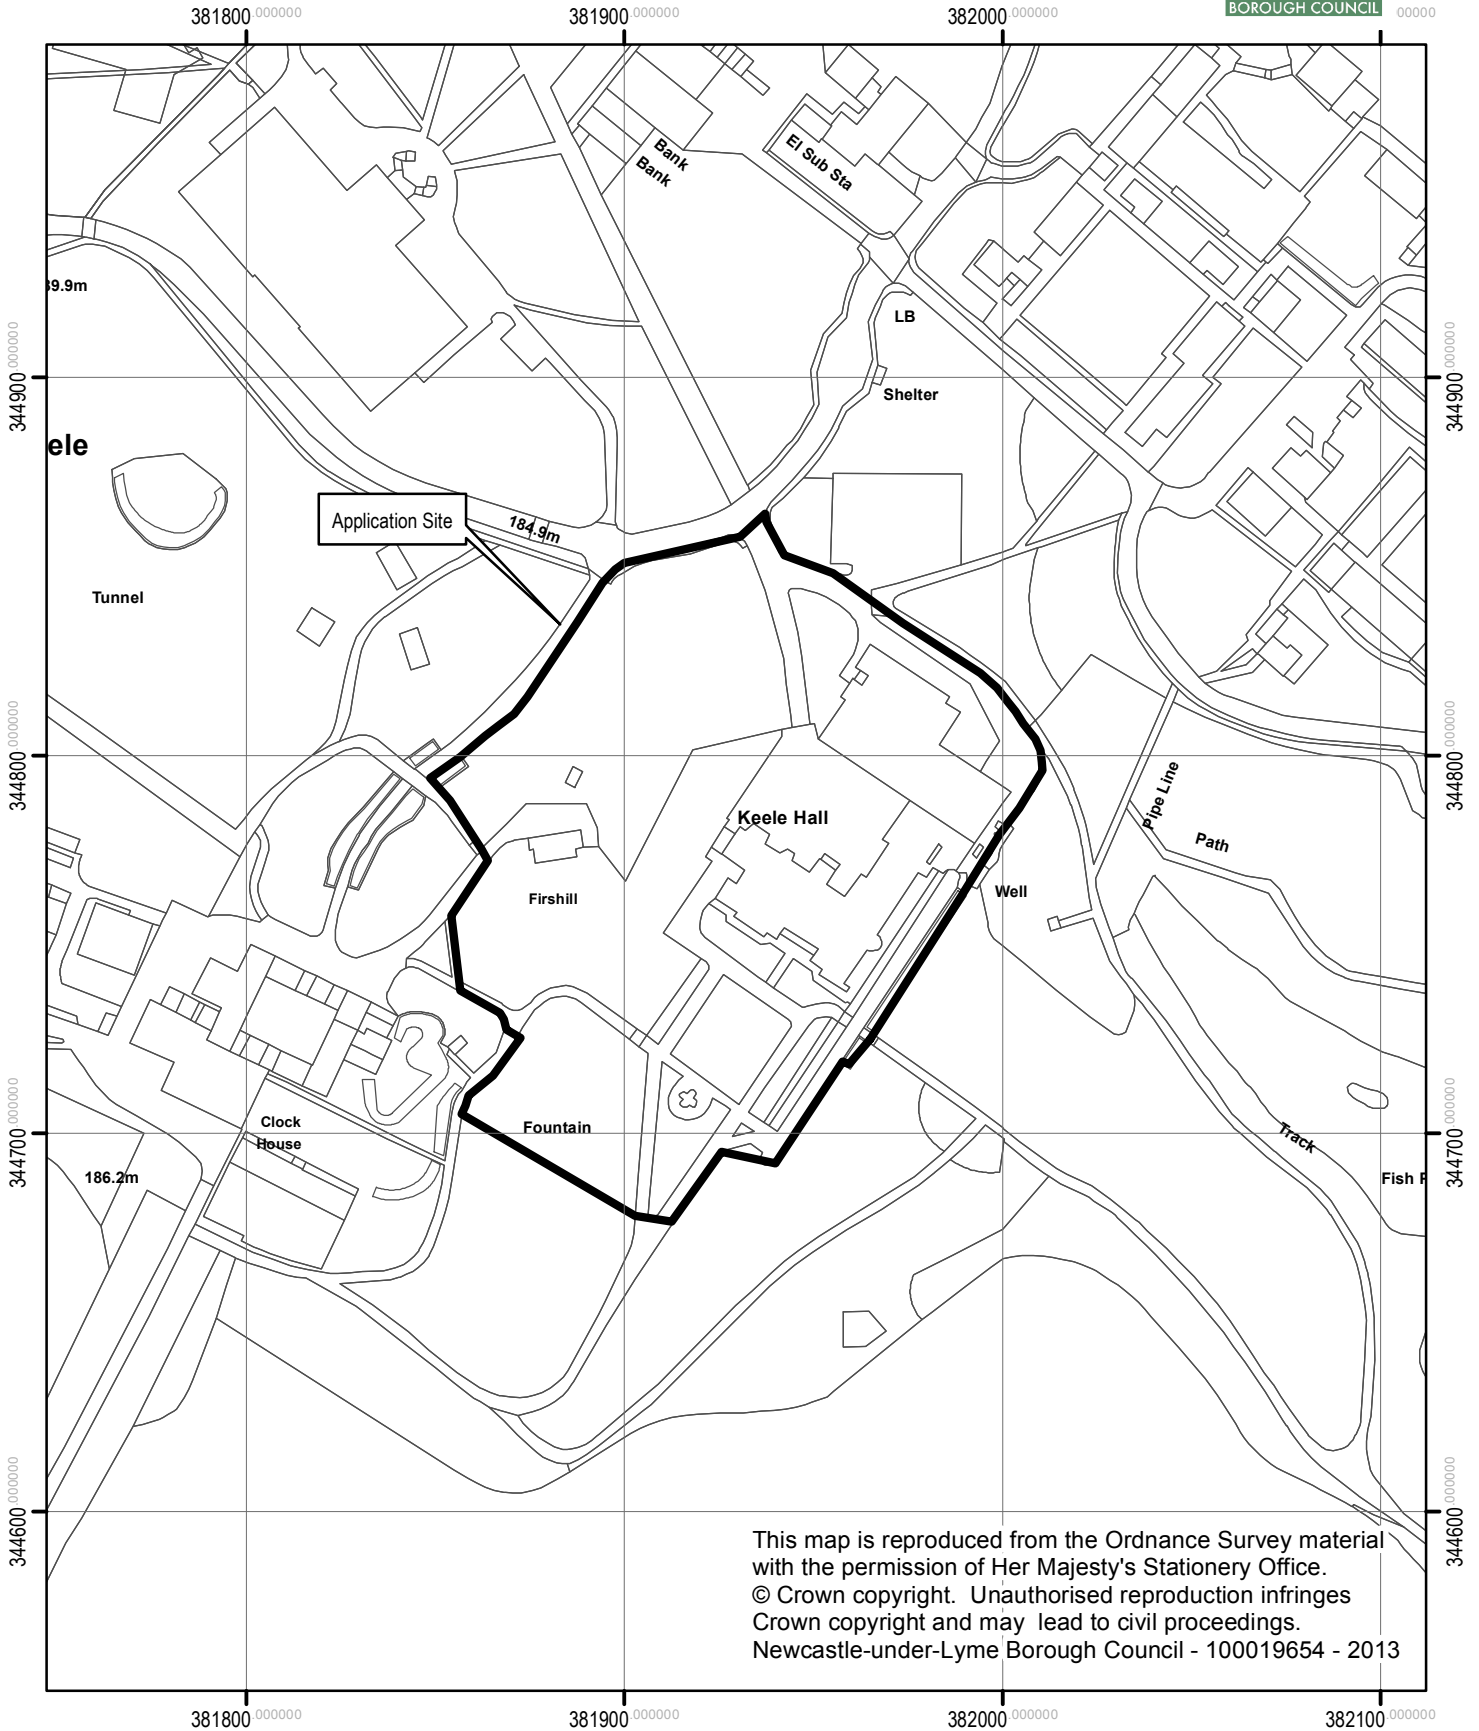 BOROUGH COUNCIL
381800.000000
381900.000000
382000.000000
00000
Bank
Bank
El Sub Sta
39.9m
LB
344900.000000
344900.000000
Shelter
ele
Application Site
184.9m
Tunnel
344800.000000
344800.000000
Pipe Line
Keele Hall
Path
Firshill
Well
344700.000000
344700.000000
Clock
House
Fountain
Track
186.2m
Fish
344600.000000
344600.000000
This map is reproduced from the Ordnance Survey material
with the permission of Her Majesty's Stationery Office.
© Crown copyright. Unauthorised reproduction infringes
Crown copyright and may lead to civil proceedings.
Newcastle-under-Lyme Borough Council - 100019654 - 2013
381800.000000
381900.000000
382000.000000
382100.000000